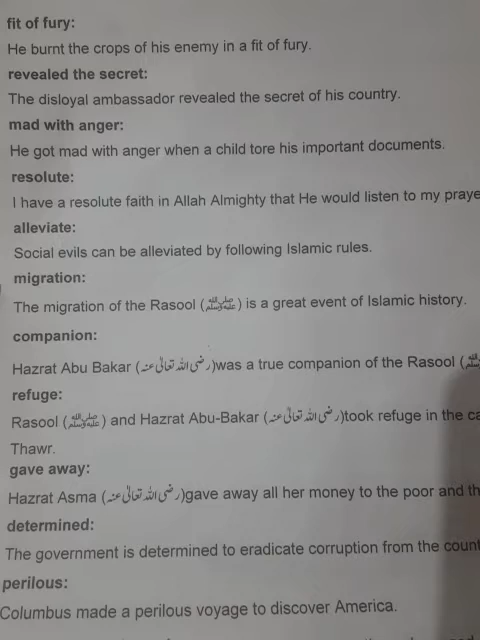 fit of fury:
He burnt the crops of his enemy in a fit of fury.
revealed the secret:
The disloyal ambassador revealed the secret of his country.
mad with anger:
He got mad with anger when a child tore his important documents.
resolute:
I have a resolute faith in Allah Almighty that He would listen to my praye
alleviate:
Social evils can be alleviated by following Islamic rules.
migration:
The migration of the Rasool (ﷺ) is a great event of Islamic history.
companion:
Hazrat Abu Bakar (رضی اللہ تعالیٰ عنہ)was a true companion of the Rasool (ﷺ
refuge:
Rasool (ﷺ) and Hazrat Abu-Bakar (رضی اللہ تعالیٰ عنہ)took refuge in the ca
Thawr.
gave away:
Hazrat Asma (رضی اللہ تعالیٰ عنہ)gave away all her money to the poor and th
determined:
The government is determined to eradicate corruption from the count
perilous:
Columbus made a perilous voyage to discover America.